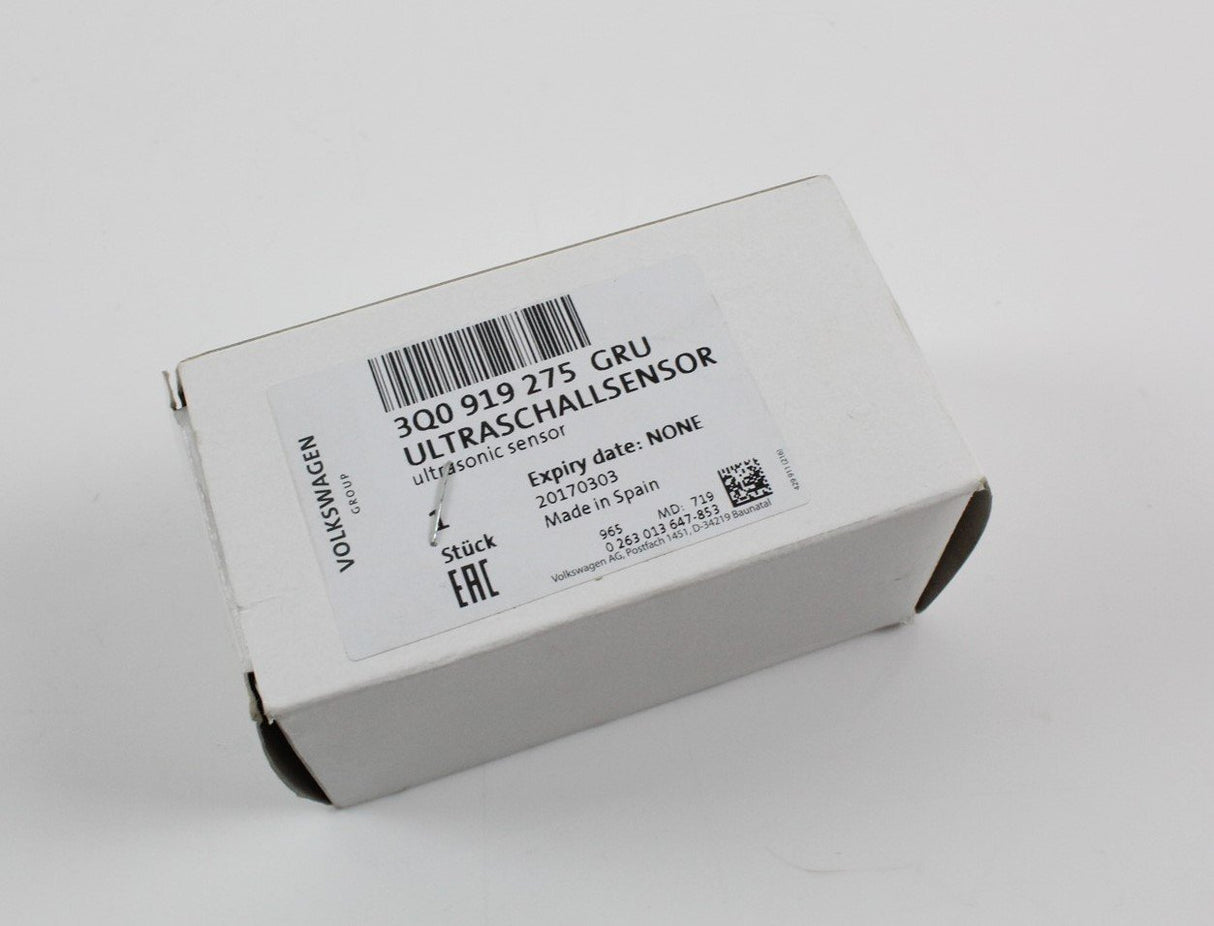 VOLKSWAGEN
GROUP
3Q0 919 275 GRU
ULTRASCHALLSENSOR
ultrasonic sensor
Expiry date: NONE
20170303
Made in Spain
1
Stück
EAC
965 MD: 719
0 263 013 647-853
Volkswagen AG, Postfach 1451, D-34219 Baunatal